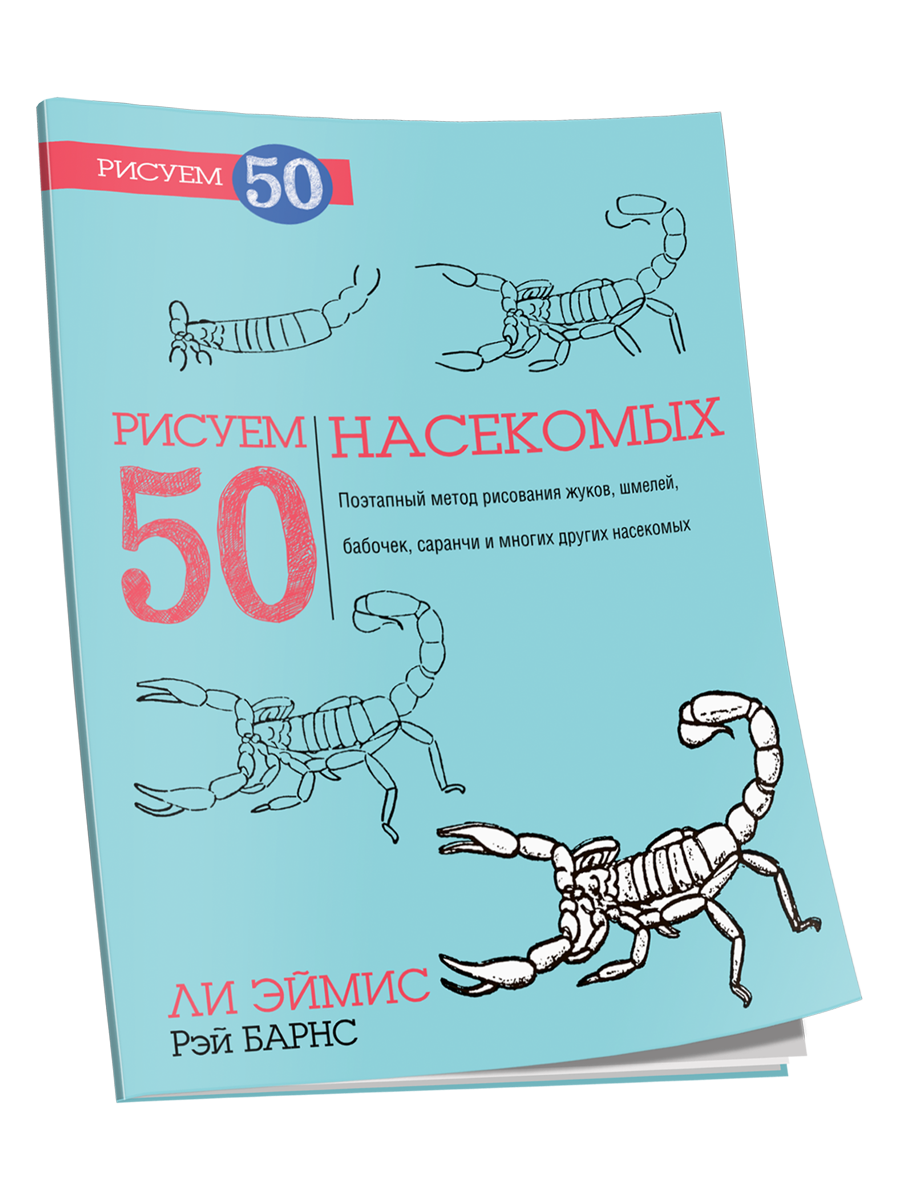 РИСУЕМ 50
РИСУЕМ
50
НАСЕКОМЫХ
Поэтапный метод рисования жуков, шмелей,
бабочек, саранчи и многих других насекомых
ЛИ ЭЙМИС
РЭЙ БАРНС